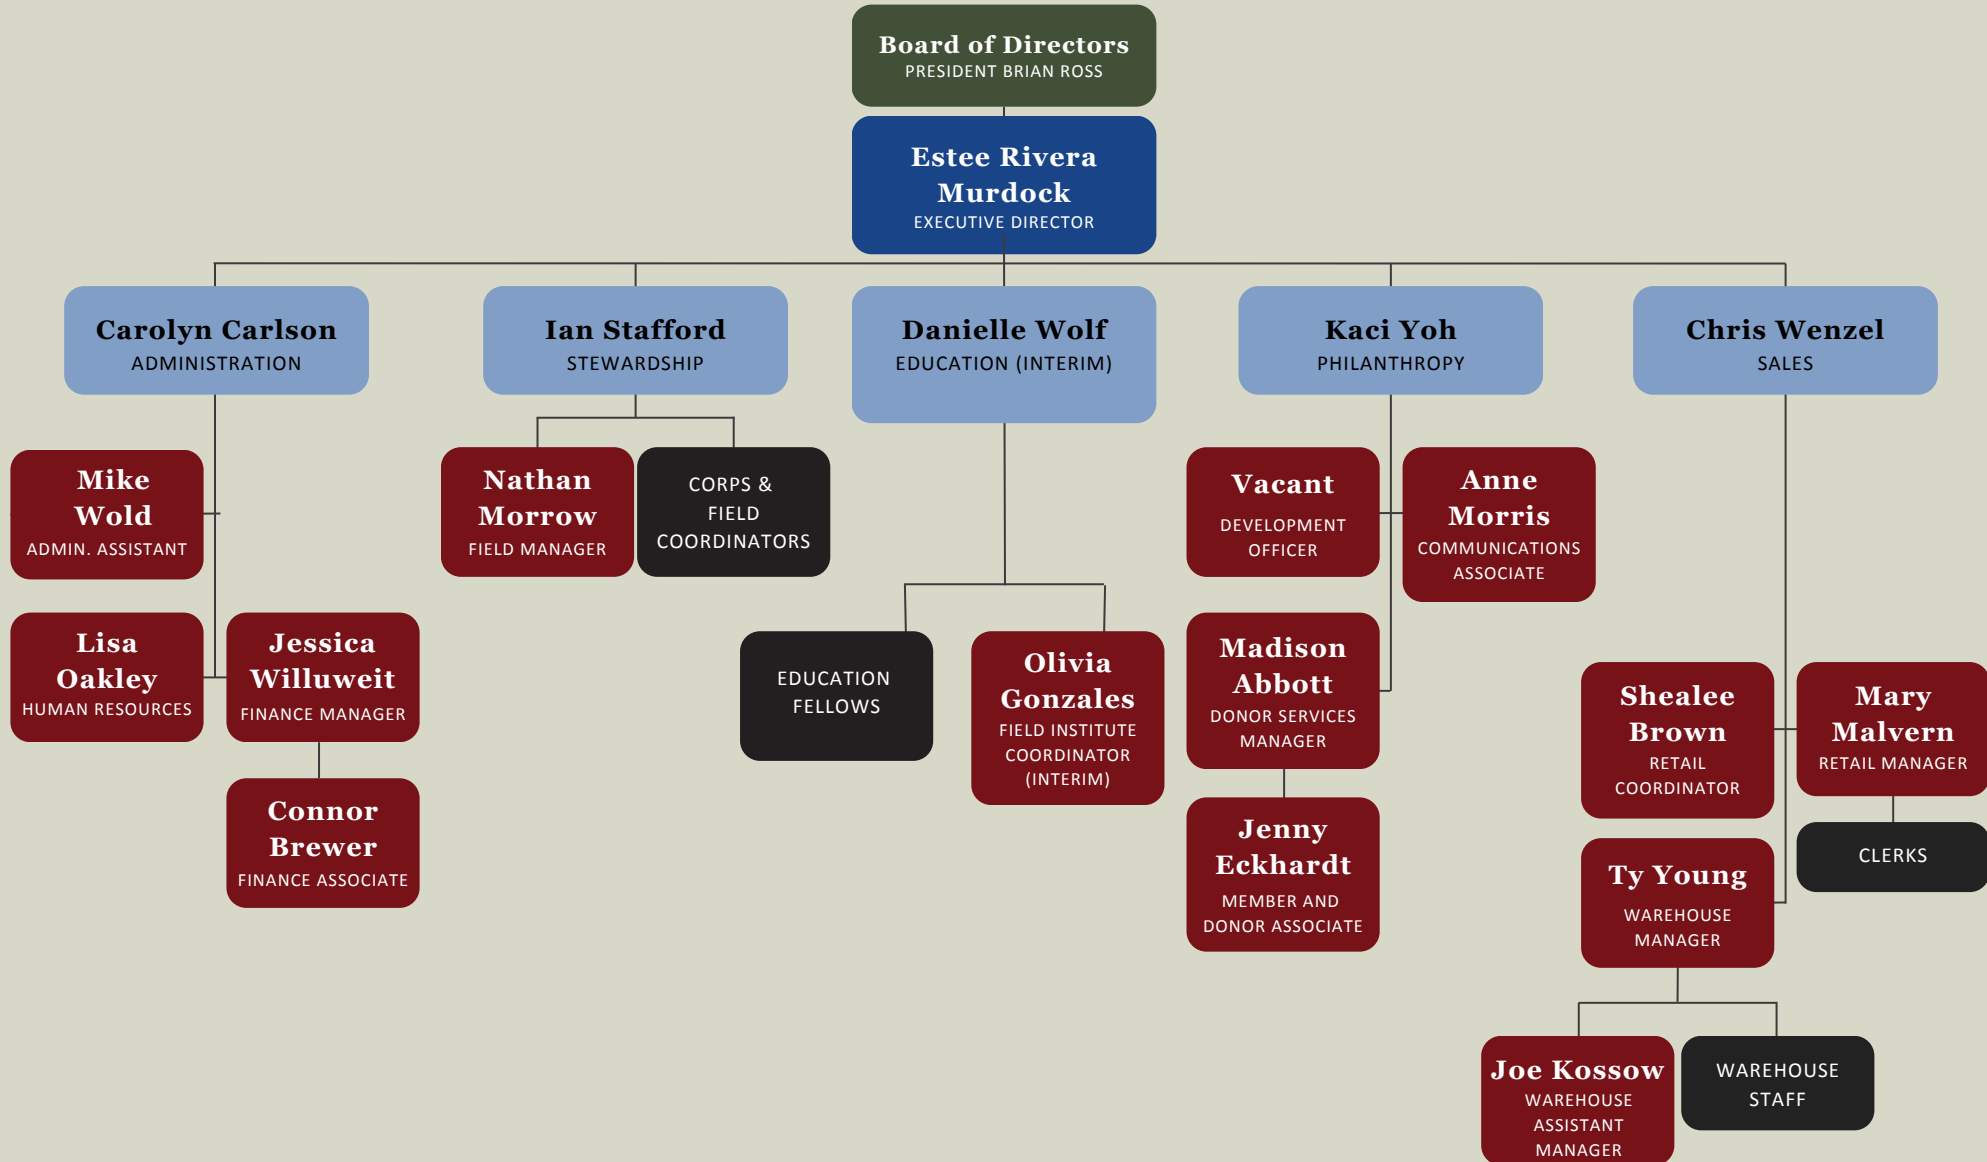 Board of Directors
PRESIDENT BRIAN ROSS
Estee Rivera
Murdock
EXECUTIVE DIRECTOR
Carolyn Carlson
ADMINISTRATION
Ian Stafford
STEWARDSHIP
Danielle Wolf
EDUCATION (INTERIM)
Kaci Yoh
PHILANTHROPY
Chris Wenzel
SALES
Mike
Wold
ADMIN. ASSISTANT
Nathan
Morrow
FIELD MANAGER
CORPS &
FIELD
COORDINATORS
Vacant
DEVELOPMENT
OFFICER
Anne
Morris
COMMUNICATIONS
ASSOCIATE
Lisa
Oakley
HUMAN RESOURCES
Jessica
Willuweit
FINANCE MANAGER
EDUCATION
FELLOWS
Olivia
Gonzales
FIELD INSTITUTE
COORDINATOR
(INTERIM)
Madison
Abbott
DONOR SERVICES
MANAGER
Shealee
Brown
RETAIL
COORDINATOR
Mary
Malvern
RETAIL MANAGER
Connor
Brewer
FINANCE ASSOCIATE
Jenny
Eckhardt
MEMBER AND
DONOR ASSOCIATE
CLERKS
Ty Young
WAREHOUSE
MANAGER
Joe Kossow
WAREHOUSE
ASSISTANT
MANAGER
WAREHOUSE
STAFF